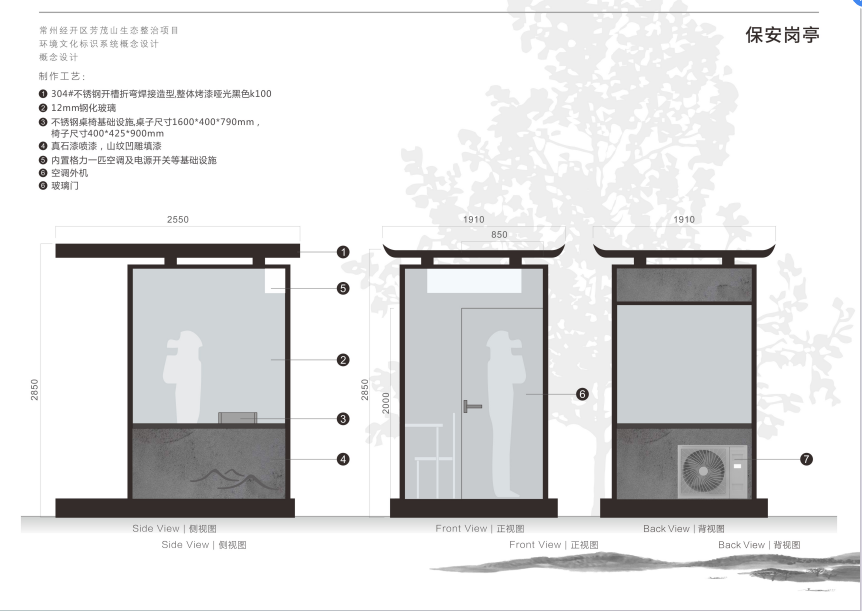 常州经开区芳茂山生态整治项目
环境文化标识系统概念设计
概念设计
保安岗亭
制作工艺:
❶ 304#不锈钢开槽折弯焊接造型,整体烤漆哑光黑色k100
❷ 12mm钢化玻璃
❸ 不锈钢桌椅基础设施,桌子尺寸1600*400*790mm，
椅子尺寸400*425*900mm
❹ 真石漆喷漆，山纹凹雕填漆
❺ 内置格力一匹空调及电源开关等基础设施
❻ 空调外机
❻ 玻璃门
2550
1910
1910
850
1
5
2850
2
2850
2000
6
3
4
7
Side View | 侧视图
Front View | 正视图
Back View | 背视图
Side View | 侧视图
Front View | 正视图
Back View | 背视图